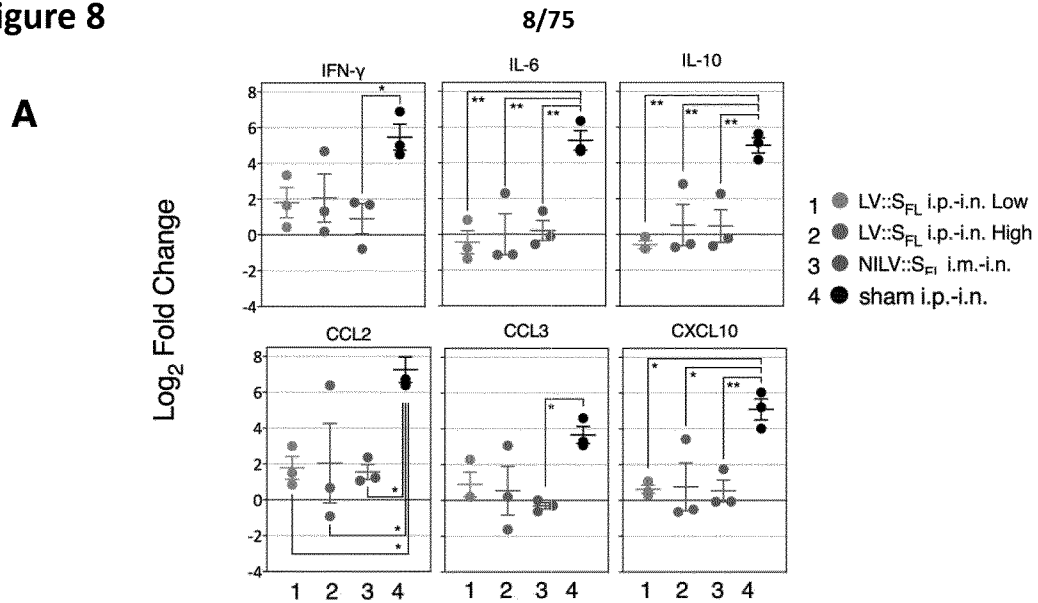 igure 8
8/75
A
IFN-γ
IL-6
IL-10
Log2 Fold Change
8
6
4
2
0
-2
-4
*
**
**
**
**
**
**
1 LV::SFL i.p.-i.n. Low
2 LV::SFL i.p.-i.n. High
3 NILV::SFL i.m.-i.n.
4 sham i.p.-i.n.
CCL2
CCL3
CXCL10
8
6
4
2
0
-2
-4
*
*
*
*
*
*
**
1 2 3 4
1 2 3 4
1 2 3 4